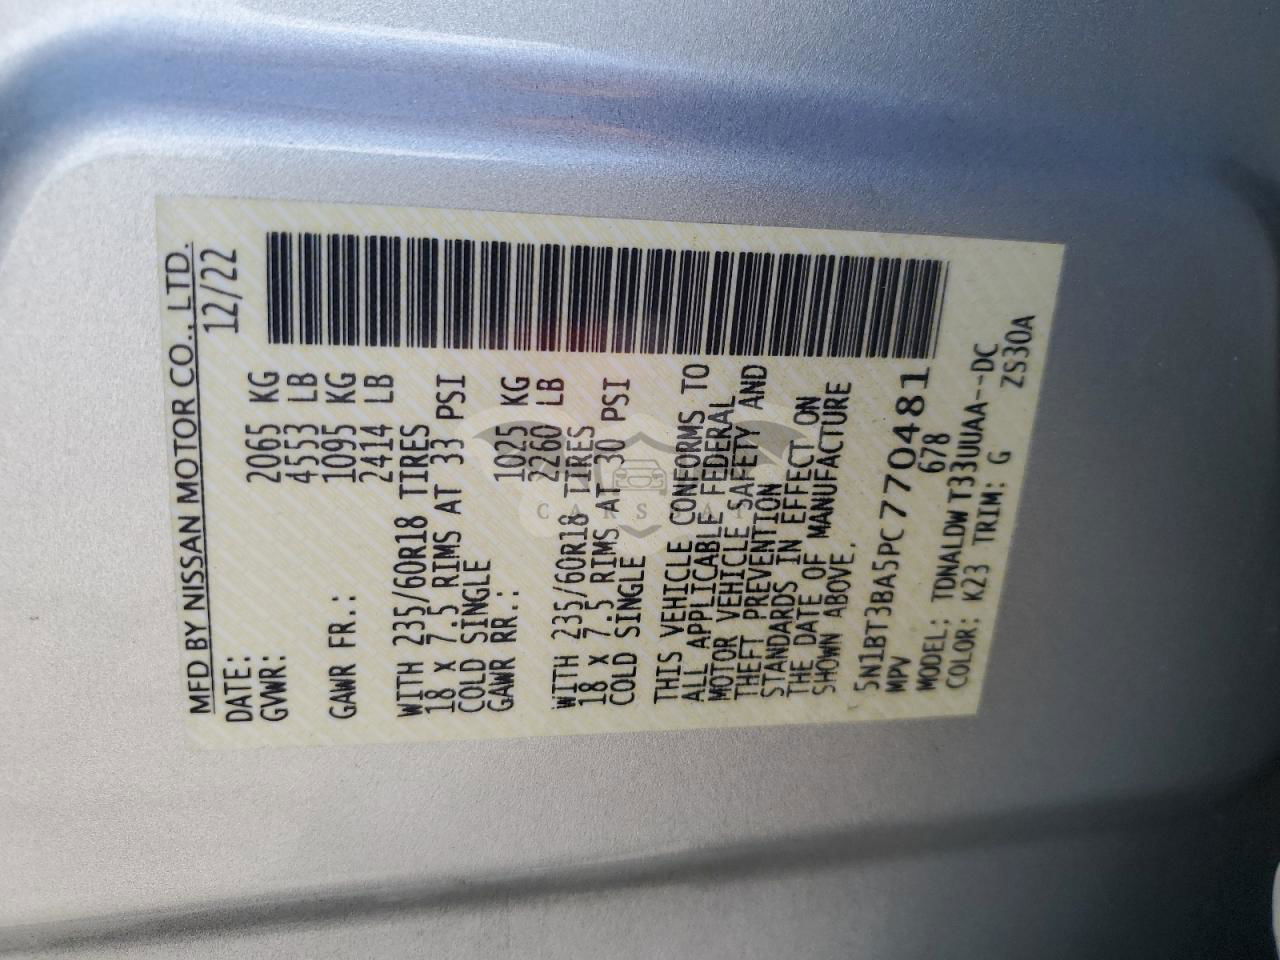 MFD BY NISSAN MOTOR CO., LTD.
DATE: 12/22
GVWR: 2065 KG
4553 LB
GAWR FR.: 1095 KG
2414 LB
WITH 235/60R18 TIRES
18 X 7.5 RIMS AT 33 PSI
COLD SINGLE
GAWR RR.: 1025 KG
2260 LB
WITH 235/60R18 TIRES
18 X 7.5 RIMS AT 30 PSI
COLD SINGLE
THIS VEHICLE CONFORMS TO
ALL APPLICABLE FEDERAL
MOTOR VEHICLE SAFETY AND
THEFT PREVENTION
STANDARDS IN EFFECT ON
THE DATE OF MANUFACTURE
SHOWN ABOVE.
5N1BT3BA5PC770481
MPV 678
MODEL: TDNALDW T33UUAA--DC
COLOR: K23 TRIM: G ZS30A